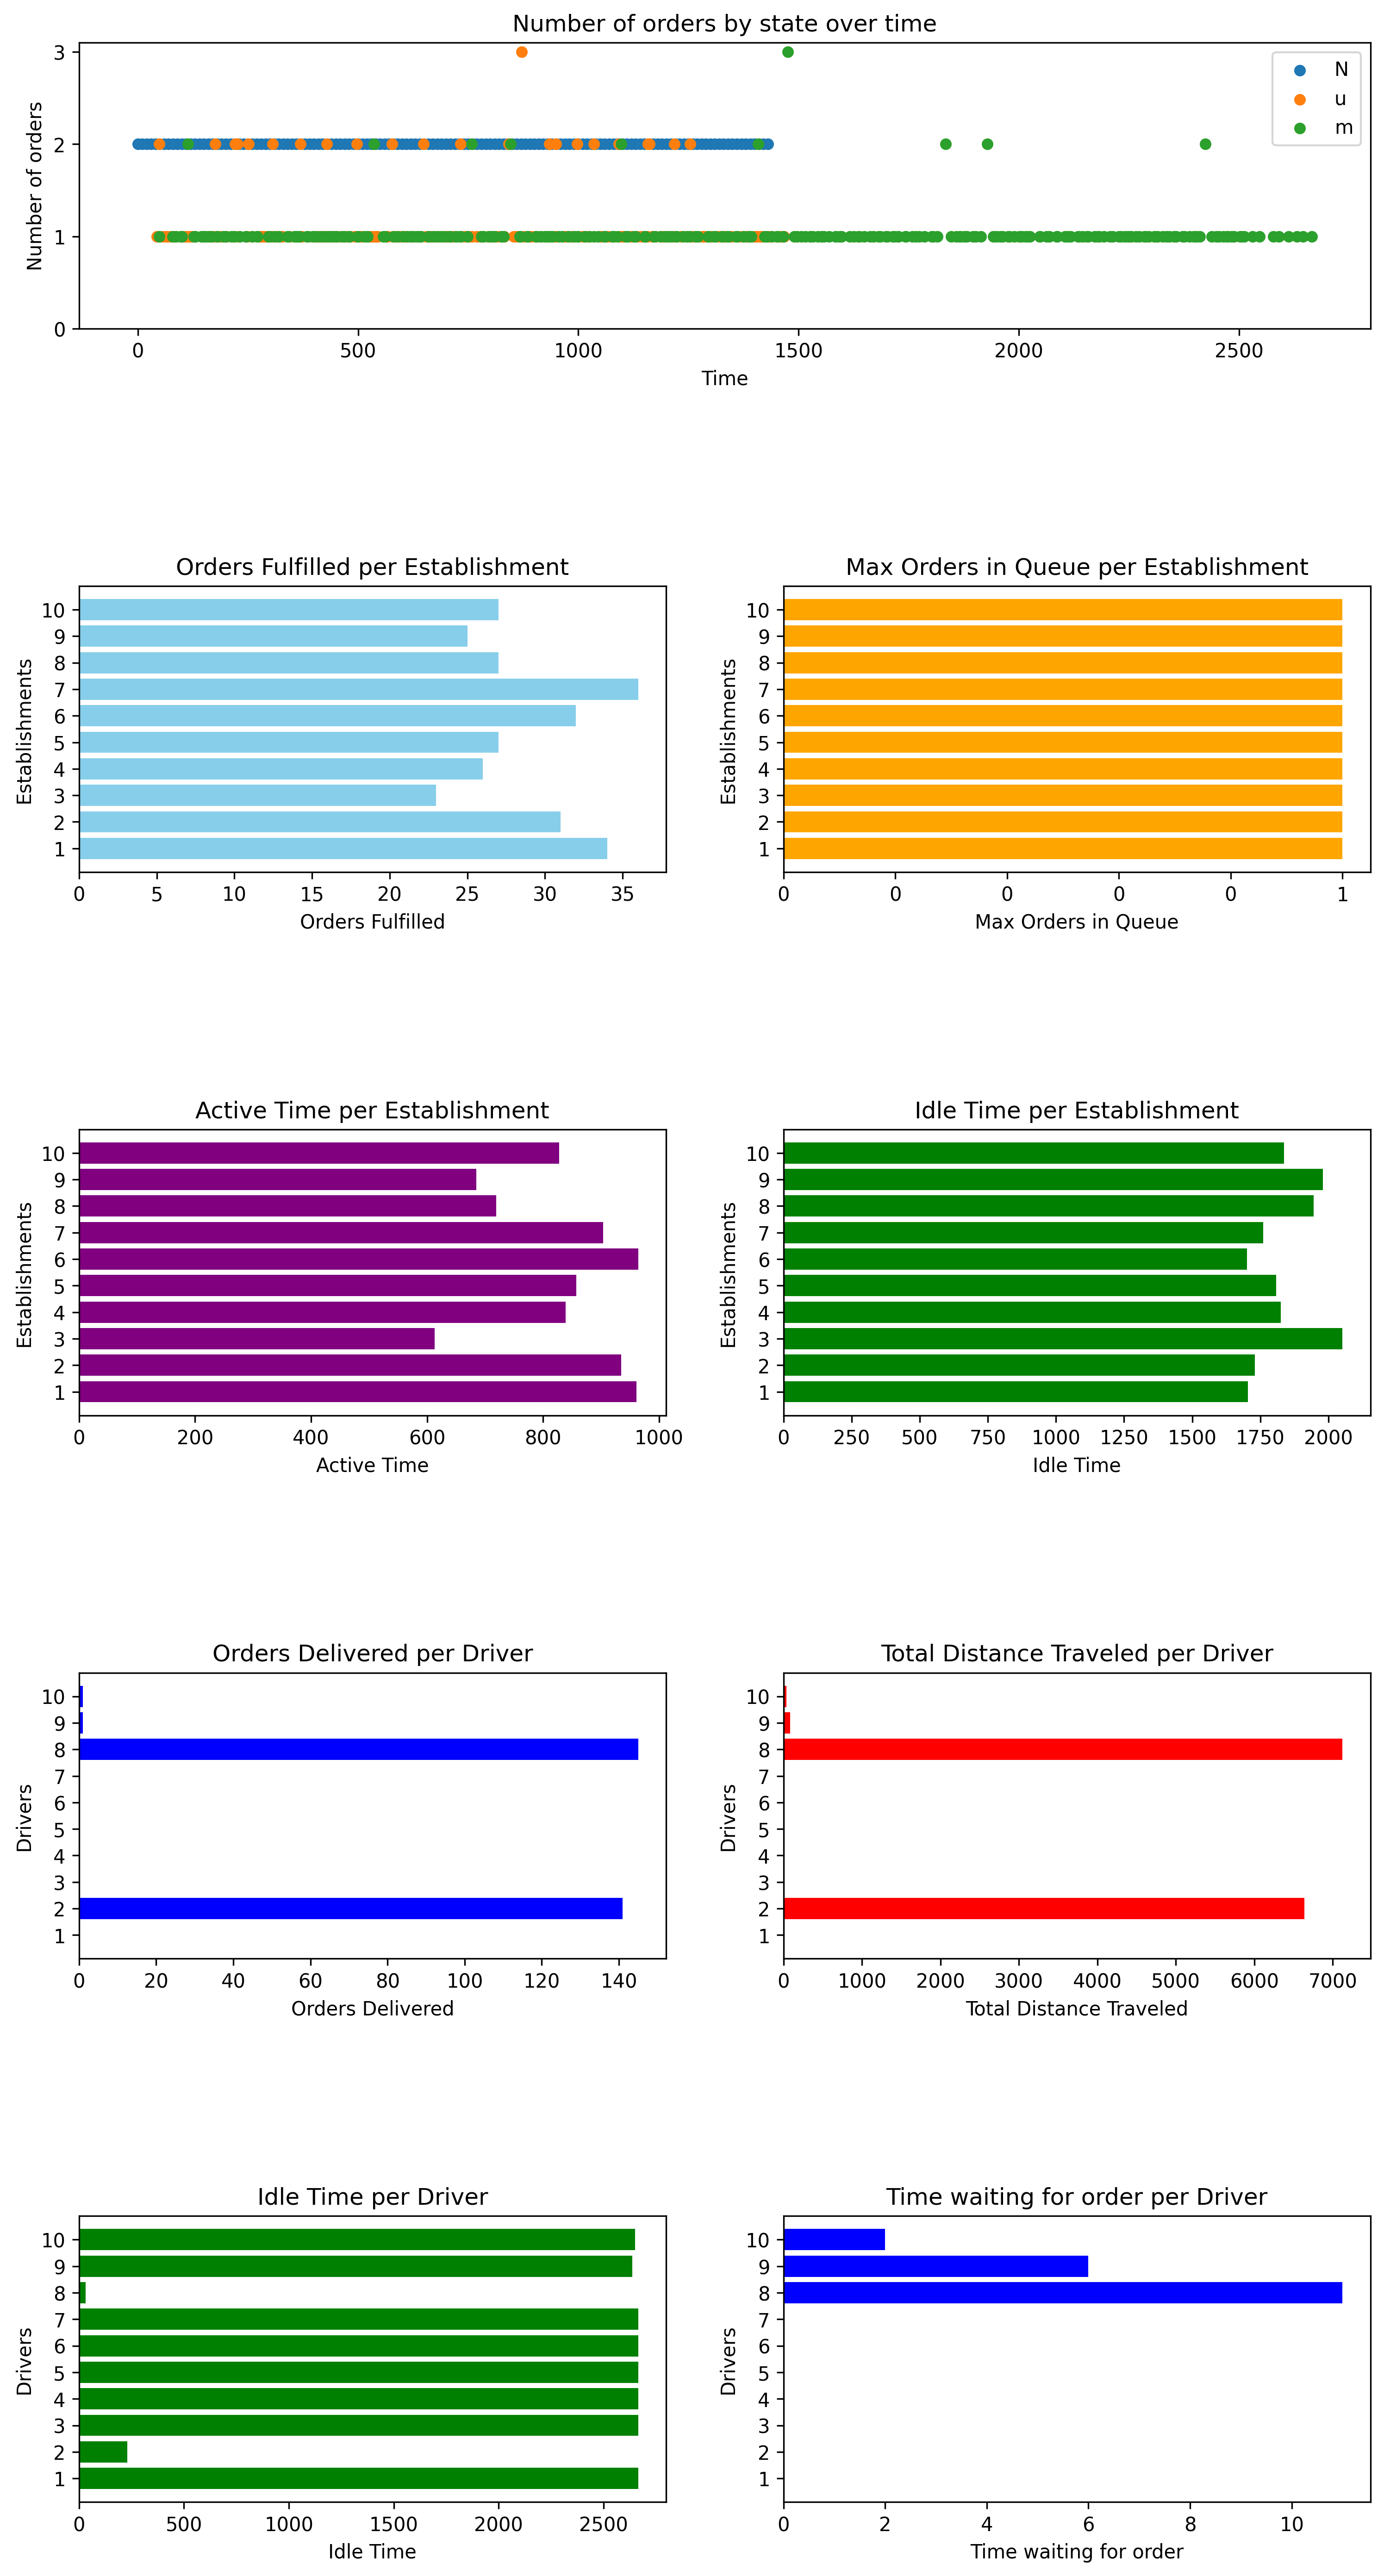 Number of orders by state over time
Number of orders
3
2
1
0
N
u
m
0 500 1000 1500 2000 2500
Time
Orders Fulfilled per Establishment
Establishments
10
9
8
7
6
5
4
3
2
1
0 5 10 15 20 25 30 35
Orders Fulfilled
Max Orders in Queue per Establishment
Establishments
10
9
8
7
6
5
4
3
2
1
0 0 0 0 0 1
Max Orders in Queue
Active Time per Establishment
Establishments
10
9
8
7
6
5
4
3
2
1
0 200 400 600 800 1000
Active Time
Idle Time per Establishment
Establishments
10
9
8
7
6
5
4
3
2
1
0 250 500 750 1000 1250 1500 1750 2000
Idle Time
Orders Delivered per Driver
Drivers
10
9
8
7
6
5
4
3
2
1
0 20 40 60 80 100 120 140
Orders Delivered
Total Distance Traveled per Driver
Drivers
10
9
8
7
6
5
4
3
2
1
0 1000 2000 3000 4000 5000 6000 7000
Total Distance Traveled
Idle Time per Driver
Drivers
10
9
8
7
6
5
4
3
2
1
0 500 1000 1500 2000 2500
Idle Time
Time waiting for order per Driver
Drivers
10
9
8
7
6
5
4
3
2
1
0 2 4 6 8 10
Time waiting for order